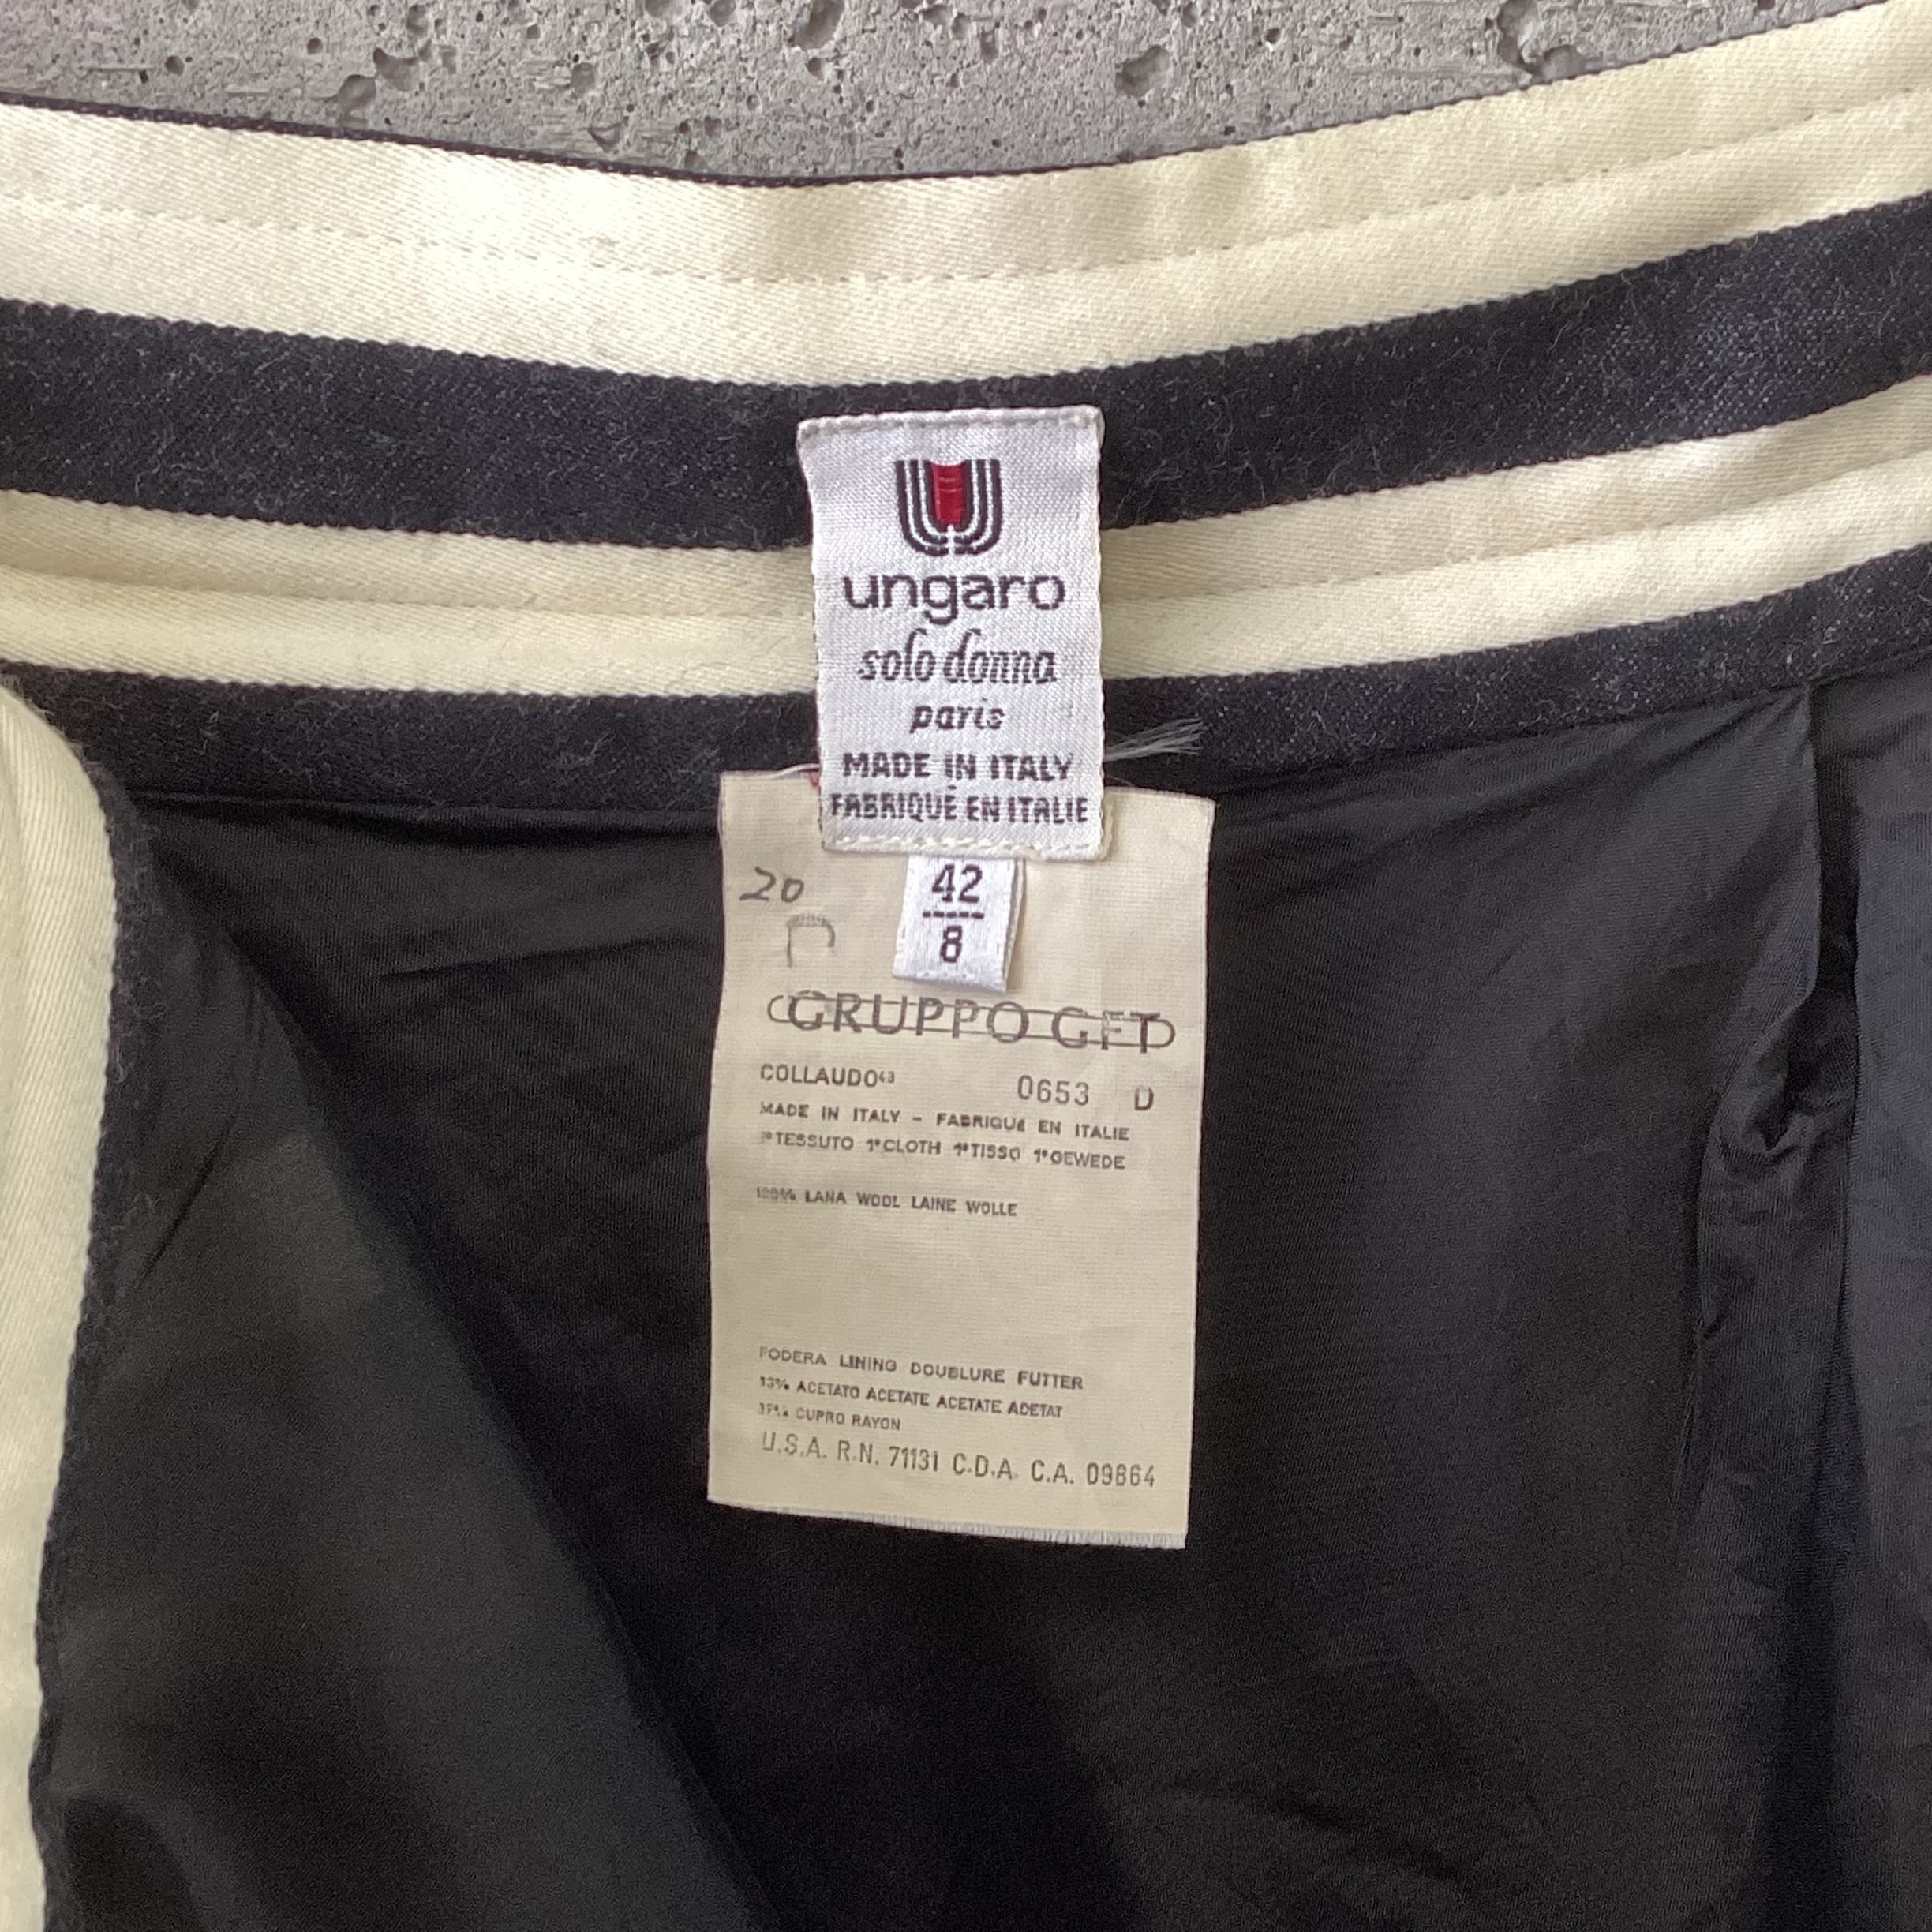 ungaro
solo donna
paris
MADE IN ITALY
FABRIQUÉ EN ITALIE
42
8
20
GRUPPO GFT
COLLAUDO 0653 D
MADE IN ITALY - FABRIQUé EN ITALIE
TESSUTO 1°CLOTH 1°TISSO 1°GEWEDE
100% LANA WOOL LAINE WOLLE
FODERA LINING DOUBLURE FUTTER
ACETATO ACETATE ACETATE ACETAT
CUPRO RAYON
U.S.A. R.N. 71131 C.D.A. C.A. 09864